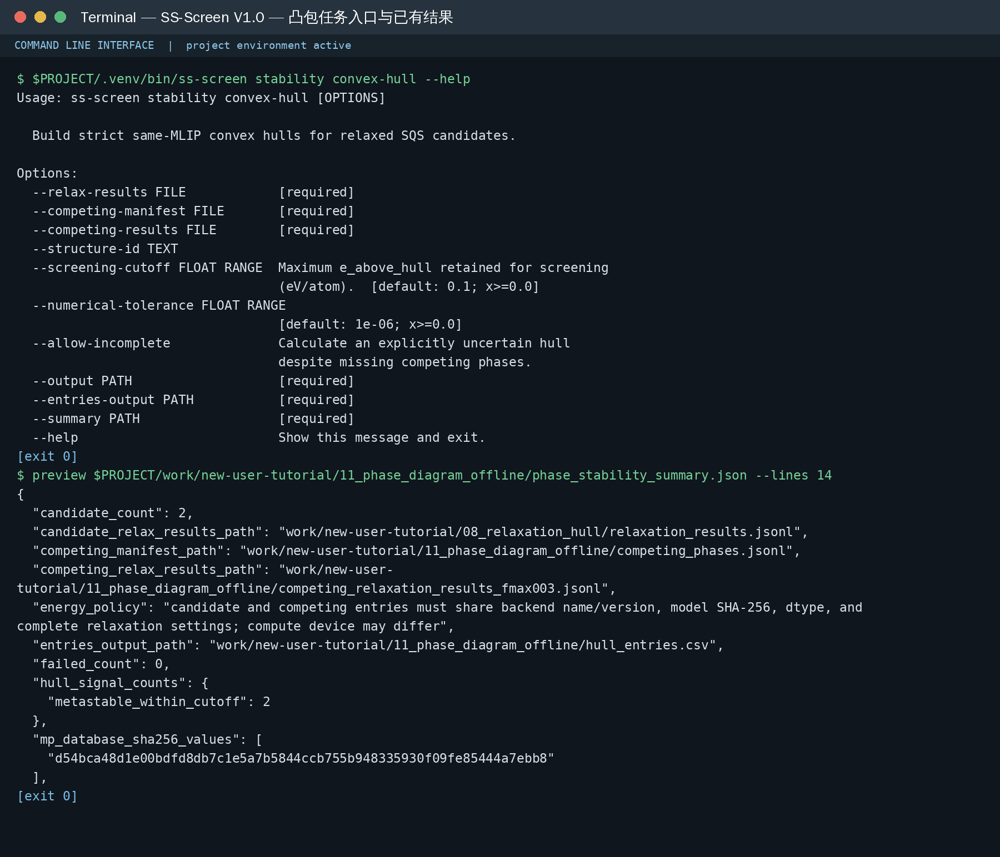 Terminal — SS-Screen V1.0 — 凸包任务入口与已有结果
COMMAND LINE INTERFACE  |  project environment active
$ $PROJECT/.venv/bin/ss-screen stability convex-hull --help
Usage: ss-screen stability convex-hull [OPTIONS]

  Build strict same-MLIP convex hulls for relaxed SQS candidates.

Options:
  --relax-results FILE            [required]
  --competing-manifest FILE       [required]
  --competing-results FILE        [required]
  --structure-id TEXT
  --screening-cutoff FLOAT RANGE  Maximum e_above_hull retained for screening
                                  (eV/atom).  [default: 0.1; x>=0.0]
  --numerical-tolerance FLOAT RANGE
                                  [default: 1e-06; x>=0.0]
  --allow-incomplete              Calculate an explicitly uncertain hull
                                  despite missing competing phases.
  --output PATH                   [required]
  --entries-output PATH           [required]
  --summary PATH                  [required]
  --help                          Show this message and exit.
[exit 0]
$ preview $PROJECT/work/new-user-tutorial/11_phase_diagram_offline/phase_stability_summary.json --lines 14
{
  "candidate_count": 2,
  "candidate_relax_results_path": "work/new-user-tutorial/08_relaxation_hull/relaxation_results.jsonl",
  "competing_manifest_path": "work/new-user-tutorial/11_phase_diagram_offline/competing_phases.jsonl",
  "competing_relax_results_path": "work/new-user-
tutorial/11_phase_diagram_offline/competing_relaxation_results_fmax003.jsonl",
  "energy_policy": "candidate and competing entries must share backend name/version, model SHA-256, dtype, and
complete relaxation settings; compute device may differ",
  "entries_output_path": "work/new-user-tutorial/11_phase_diagram_offline/hull_entries.csv",
  "failed_count": 0,
  "hull_signal_counts": {
    "metastable_within_cutoff": 2
  },
  "mp_database_sha256_values": [
    "d54bca48d1e00bdfd8db7c1e5a7b5844ccb755b948335930f09fe85444a7ebb8"
  ],
[exit 0]